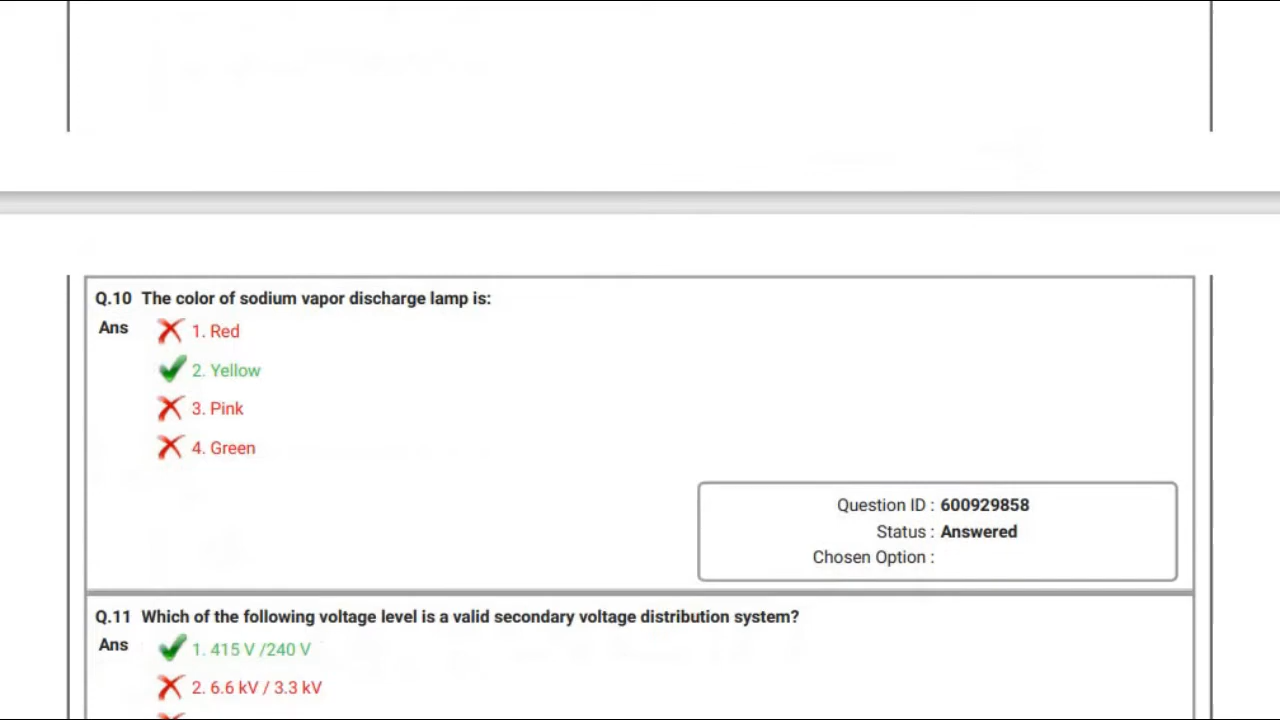 Q.10 The color of sodium vapor discharge lamp is:
Ans 1. Red
2. Yellow
3. Pink
4. Green
Question ID : 600929858
Status : Answered
Chosen Option :
Q.11 Which of the following voltage level is a valid secondary voltage distribution system?
Ans 1. 415 V /240 V
2. 6.6 kV / 3.3 kV